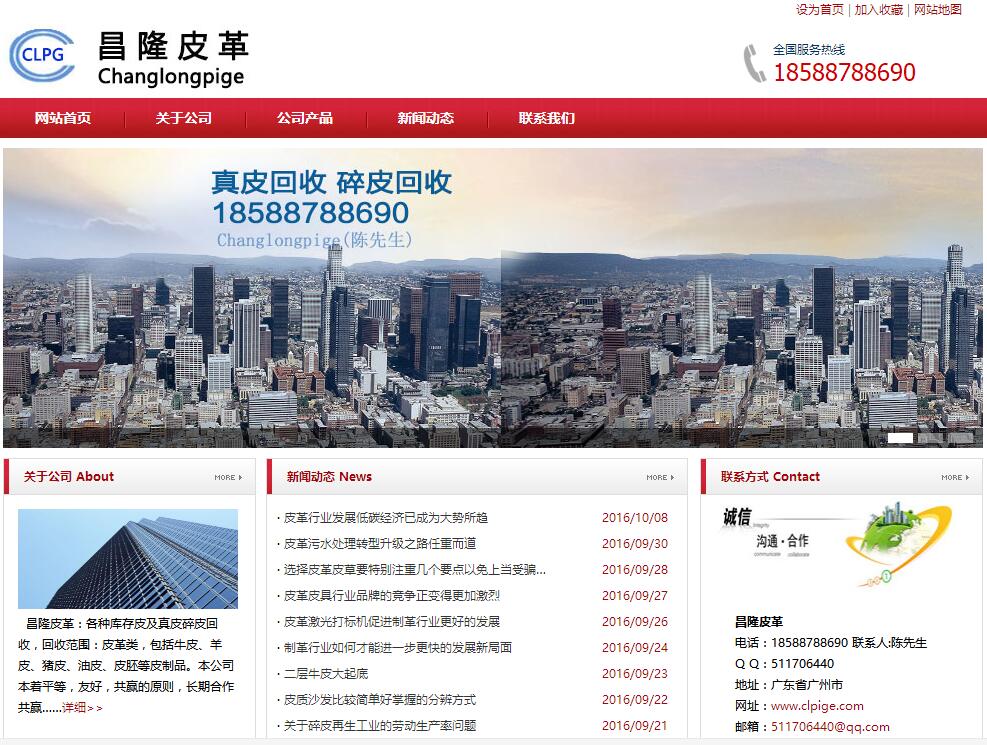 设为首页 | 加入收藏 | 网站地图
CLPG
昌隆皮革
Changlongpige
全国服务热线
18588788690
网站首页 关于公司 公司产品 新闻动态 联系我们
真皮回收 碎皮回收
18588788690
Changlongpige(陈先生)
关于公司 About
MORE
昌隆皮革：各种库存皮及真皮碎皮回
收，回收范围：皮革类，包括牛皮、羊
皮、猪皮、油皮、皮胚等皮制品。本公司
本着平等，友好，共赢的原则，长期合作
共赢......详细>>
新闻动态 News
MORE
· 皮革行业发展低碳经济已成为大势所趋 2016/10/08
· 皮革污水处理转型升级之路任重而道 2016/09/30
· 选择皮革皮草要特别注重几个要点以免上当受骗... 2016/09/28
· 皮革皮具行业品牌的竞争正变得更加激烈 2016/09/27
· 皮革激光打标机促进制革行业更好的发展 2016/09/26
· 制革行业如何才能进一步更快的发展新局面 2016/09/24
· 二层牛皮大起底 2016/09/23
· 皮质沙发比较简单好掌握的分辨方式 2016/09/22
· 关于碎皮再生工业的劳动生产率问题 2016/09/21
联系方式 Contact
MORE
诚信
Integrity
沟通·合作
communicate collaborate
昌隆皮革
电话：18588788690 联系人:陈先生
Q Q：511706440
地址：广东省广州市
网址：www.clpige.com
邮箱：511706440@qq.com